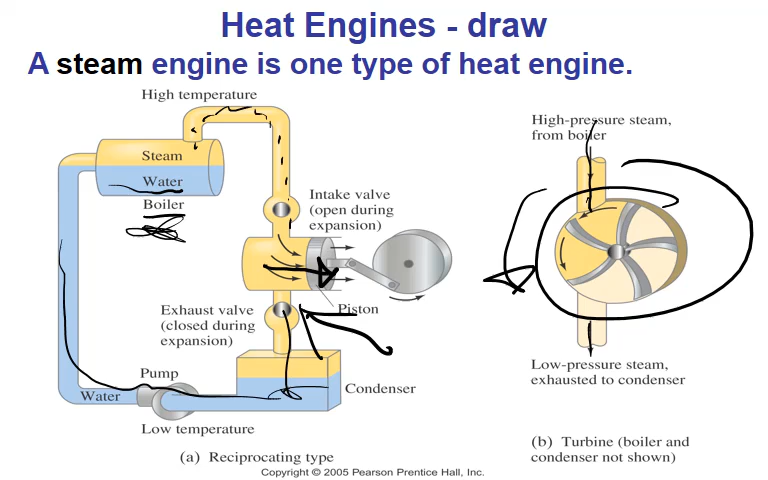 Heat Engines - draw
A steam engine is one type of heat engine.
High temperature
Steam
Water
Boiler
Intake valve
(open during
expansion)
Exhaust valve
(closed during
expansion)
Piston
Pump
Water
Condenser
Low temperature
(a) Reciprocating type
High-pressure steam,
from boiler
Low-pressure steam,
exhausted to condenser
(b) Turbine (boiler and
condenser not shown)
Copyright © 2005 Pearson Prentice Hall, Inc.